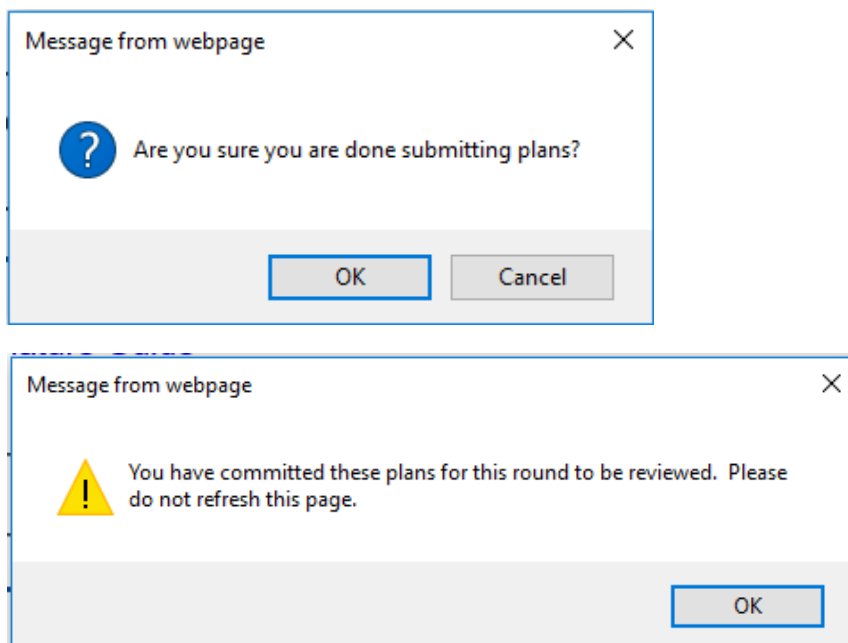 Message from webpage
Are you sure you are done submitting plans?
OK
Cancel
Message from webpage
You have committed these plans for this round to be reviewed.  Please
do not refresh this page.
OK